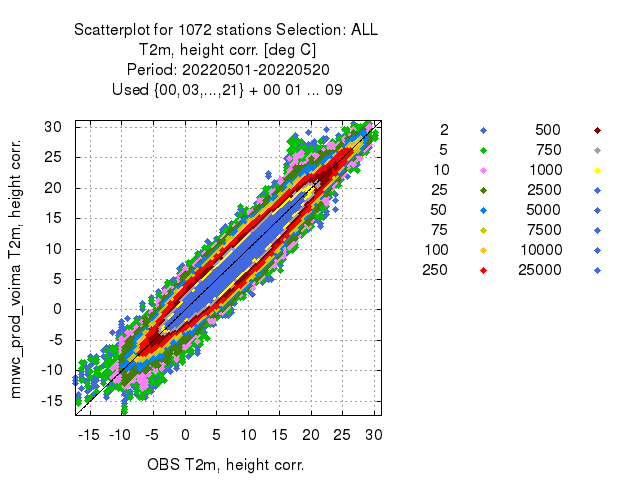 Scatterplot for 1072 stations Selection: ALL
T2m, height corr. [deg C]
Period: 20220501-20220520
Used {00,03,...,21} + 00 01 ... 09
mnwc_prod_voima T2m, height corr.
30
25
20
15
10
5
0
-5
-10
-15
-15 -10 -5 0 5 10 15 20 25 30
OBS T2m, height corr.
2 500
5 750
10 1000
25 2500
50 5000
75 7500
100 10000
250 25000